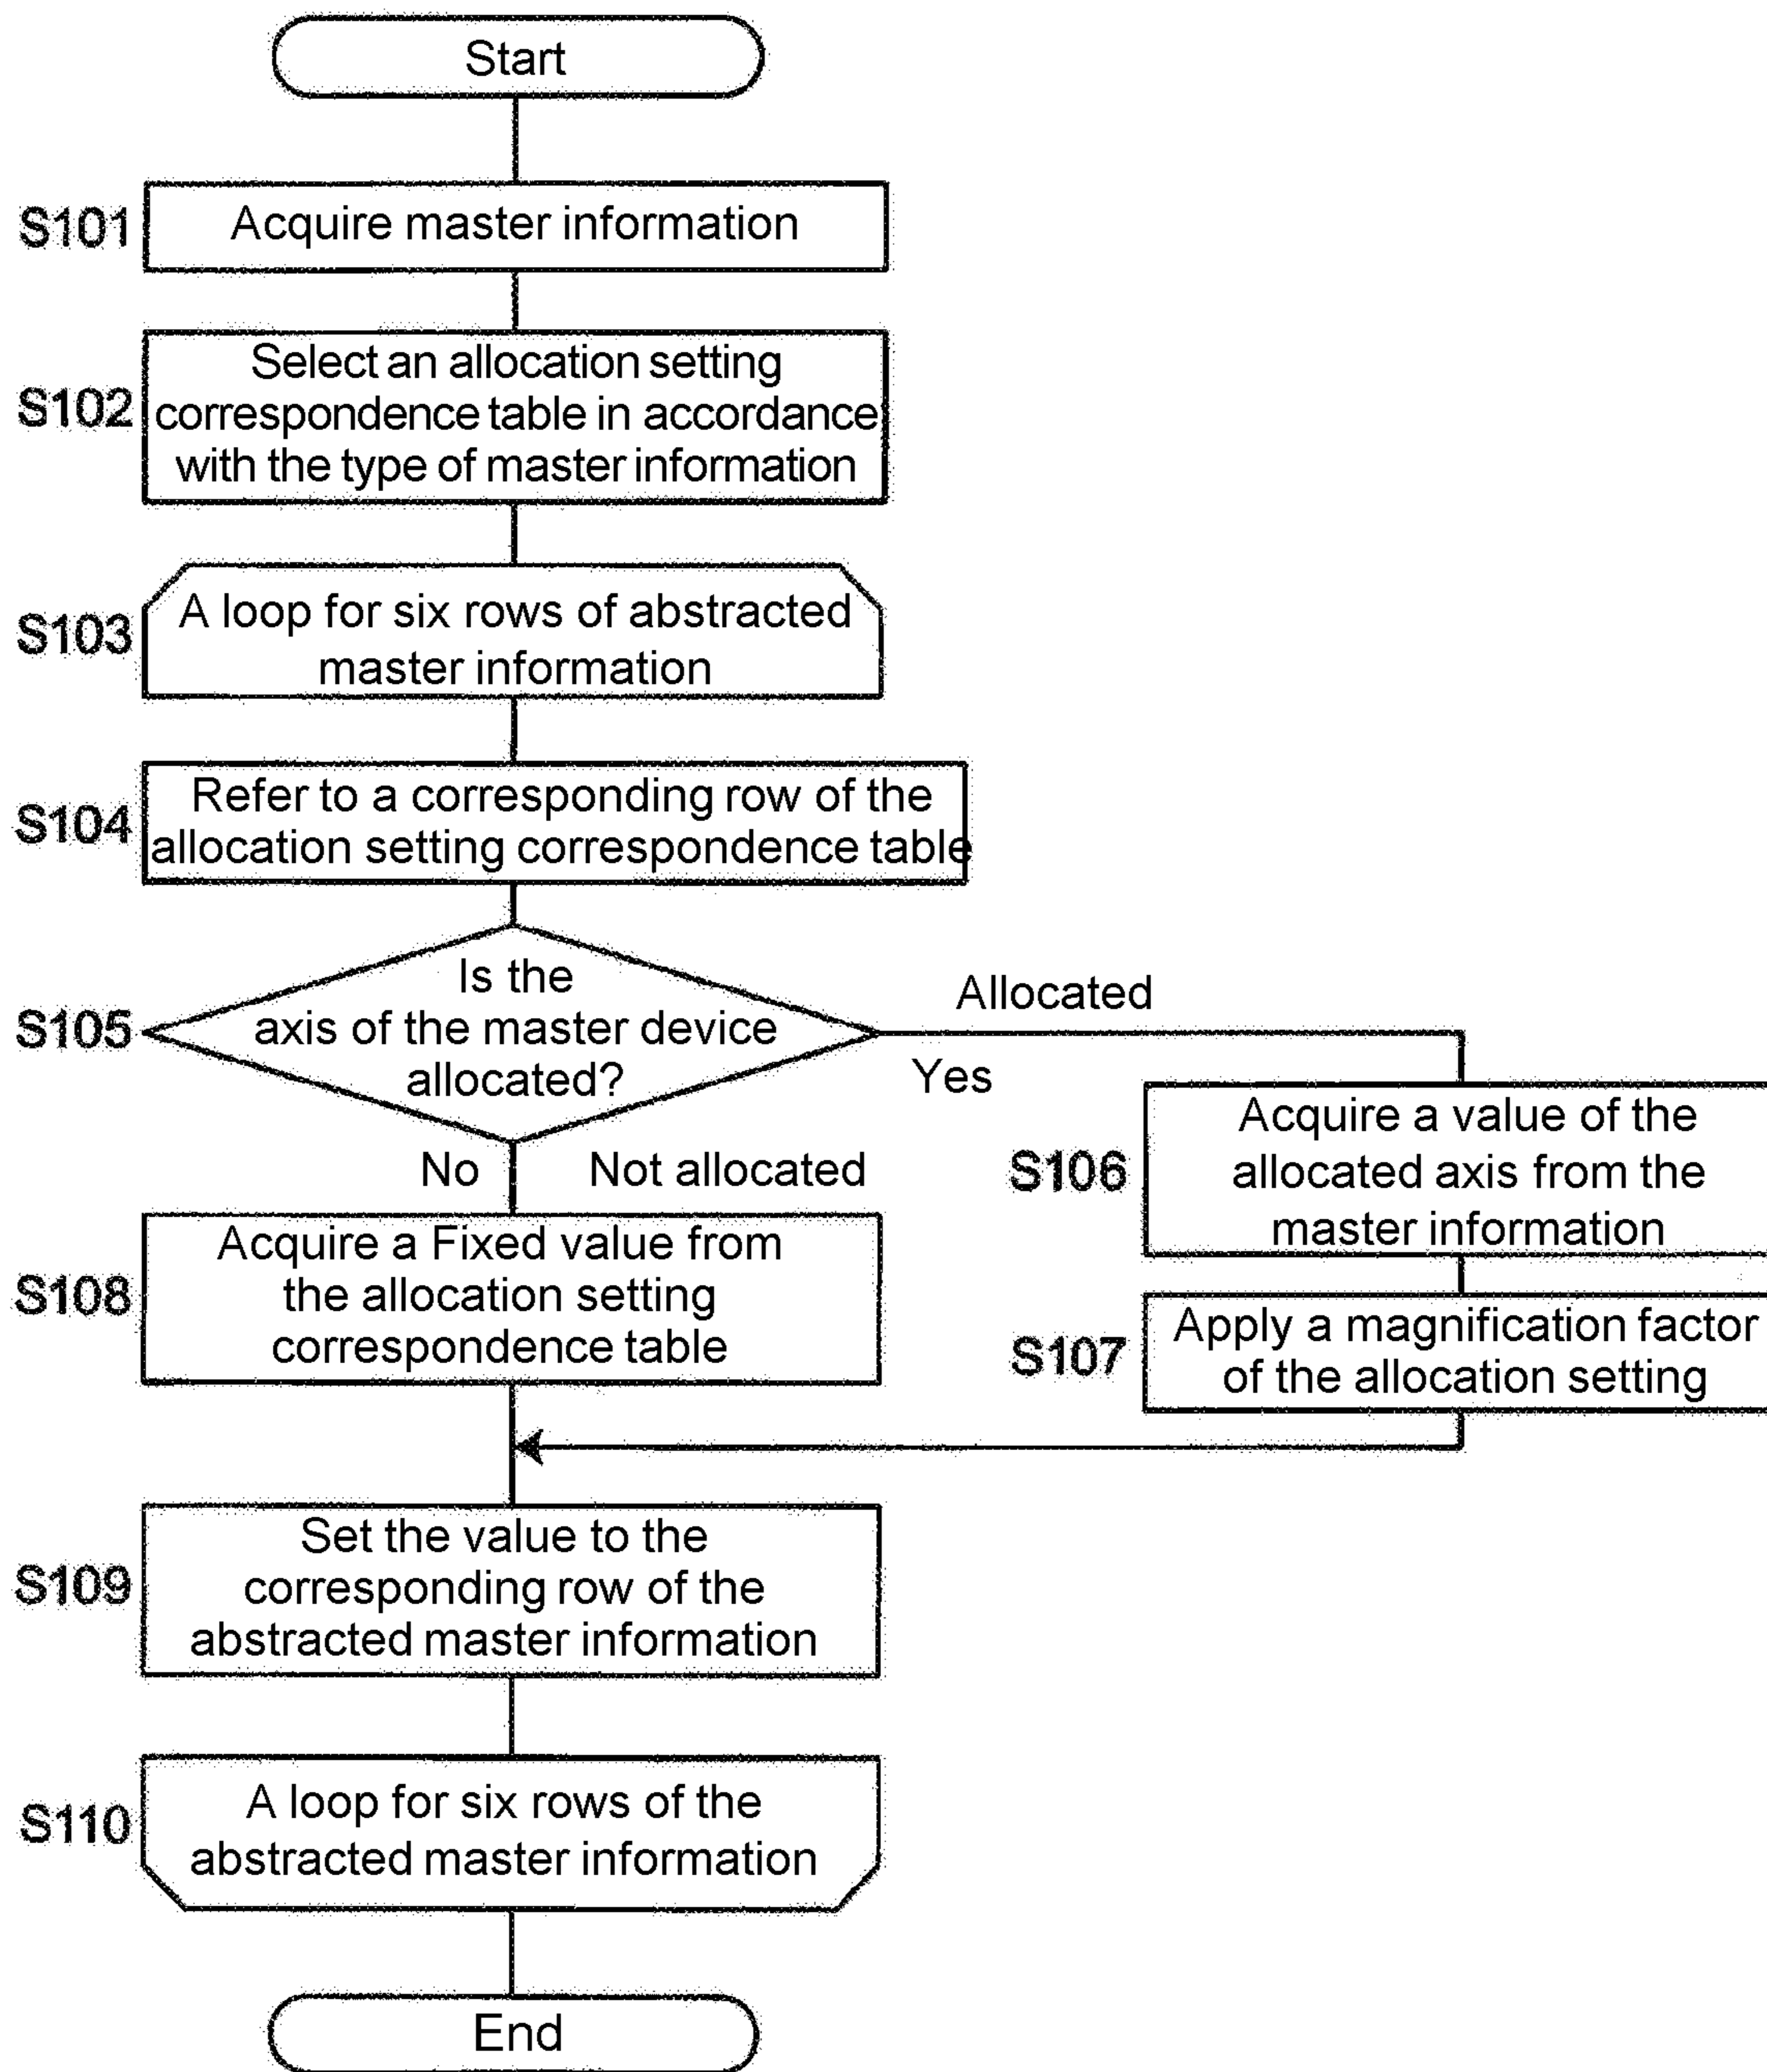 Start
S101
Acquire master information
S102
Select an allocation setting
correspondence table in accordance
with the type of master information
S103
A loop for six rows of abstracted
master information
S104
Refer to a corresponding row of the
allocation setting correspondence table
S105
Is the
axis of the master device
allocated?
Allocated
Yes
No
Not allocated
S106
Acquire a value of the
allocated axis from the
master information
S107
Apply a magnification factor
of the allocation setting
S108
Acquire a Fixed value from
the allocation setting
correspondence table
S109
Set the value to the
corresponding row of the
abstracted master information
S110
A loop for six rows of the
abstracted master information
End